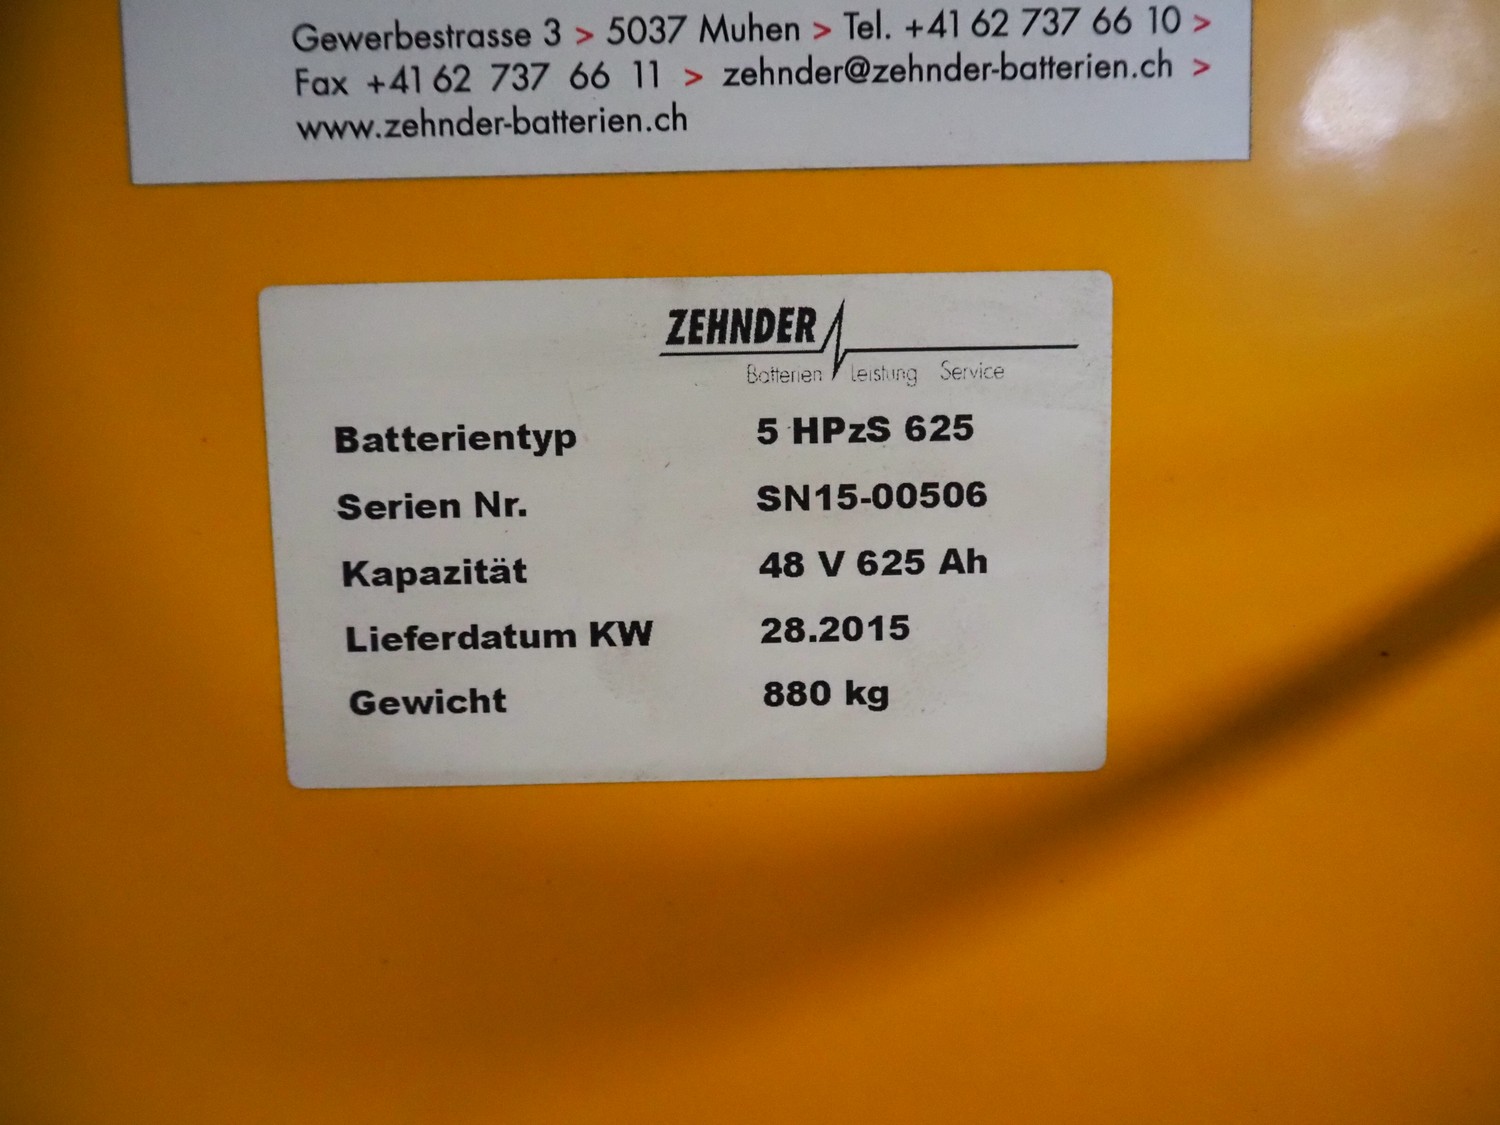 Gewerbestrasse 3 > 5037 Muhen > Tel. +41 62 737 66 10 >
Fax +41 62 737 66 11 > zehnder@zehnder-batterien.ch >
www.zehnder-batterien.ch
ZEHNDER
Batterien Leistung Service
Batterientyp 5 HPzS 625
Serien Nr. SN15-00506
Kapazität 48 V 625 Ah
Lieferdatum KW 28.2015
Gewicht 880 kg